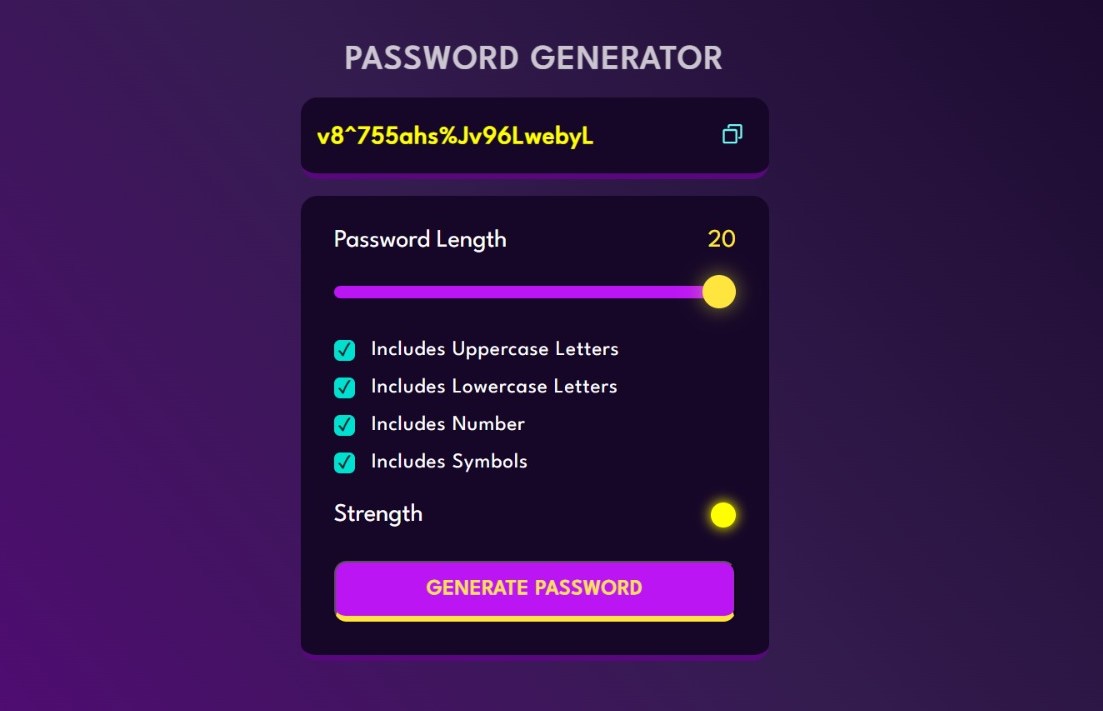 PASSWORD GENERATOR
v8^755ahs%Jv96LwebyL
Password Length 20
Includes Uppercase Letters
Includes Lowercase Letters
Includes Number
Includes Symbols
Strength
GENERATE PASSWORD